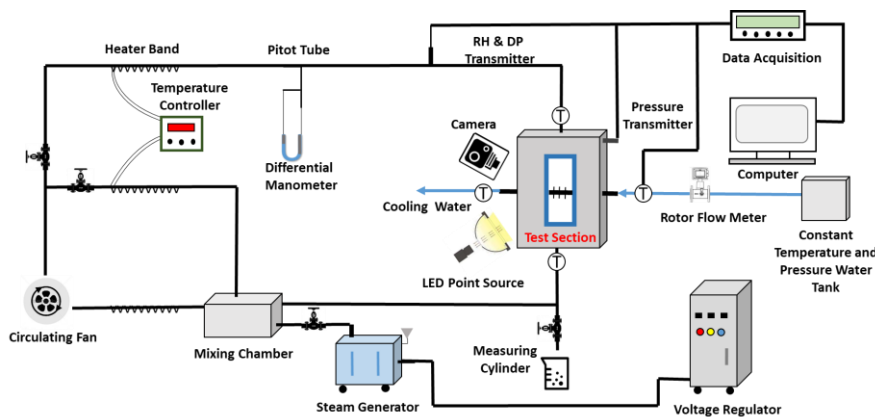 Heater Band
Pitot Tube
RH & DP
Transmitter
Data Acquisition
Temperature
Controller
Camera
Pressure
Transmitter
T
Differential
Manometer
Computer
T
T
Cooling Water
Rotor Flow Meter
Test Section
Constant
Temperature and
Pressure Water
Tank
T
LED Point Source
Circulating Fan
Mixing Chamber
Measuring
Cylinder
Steam Generator
Voltage Regulator